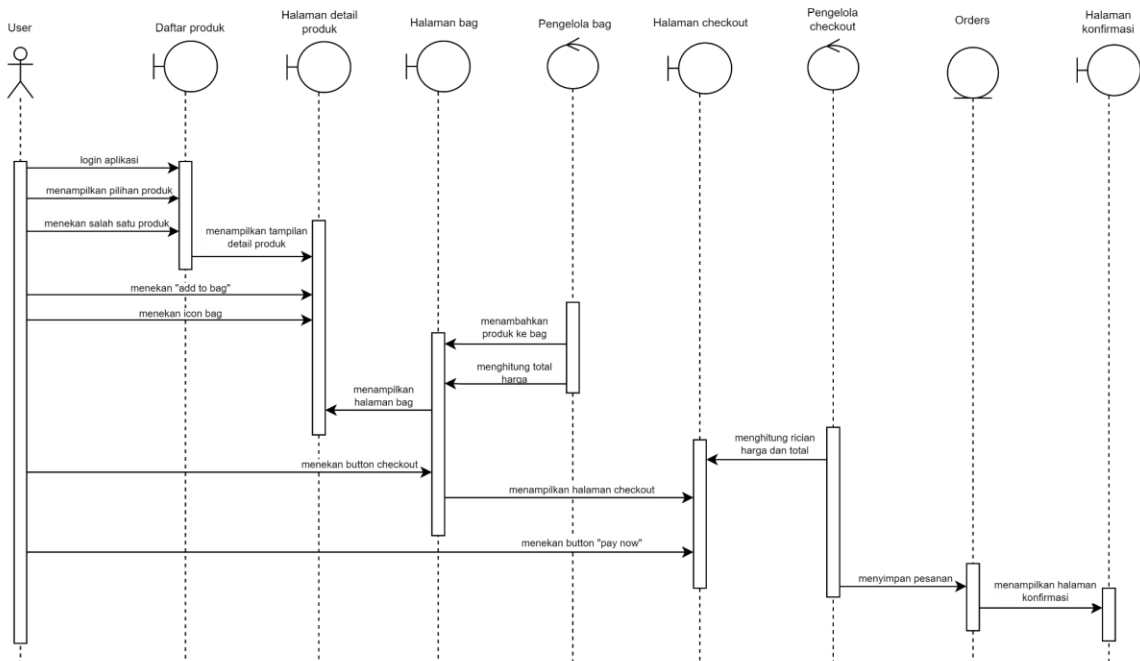 User
Daftar produk
Halaman detail
produk
Halaman bag
Pengelola bag
Halaman checkout
Pengelola
checkout
Orders
Halaman
konfirmasi
login aplikasi
menampilkan pilihan produk
menekan salah satu produk
menampilkan tampilan
detail produk
menekan "add to bag"
menekan icon bag
menambahkan
produk ke bag
menghitung total
harga
menampilkan
halaman bag
menghitung rician
harga dan total
menekan button checkout
menampilkan halaman checkout
menekan button "pay now"
menyimpan pesanan
menampilkan halaman
konfirmasi